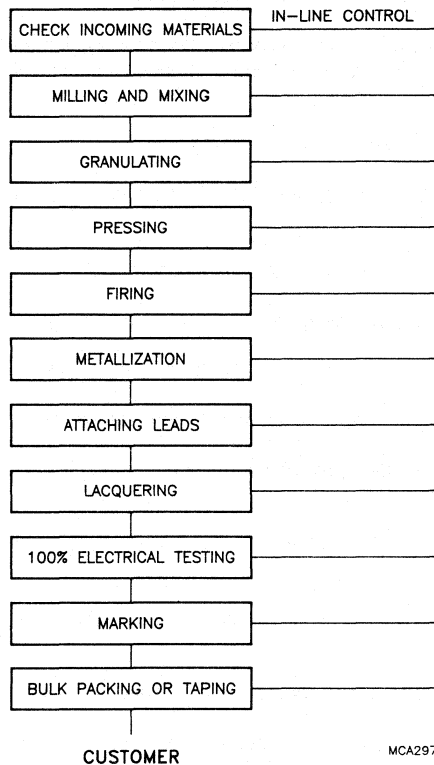 IN-LINE CONTROL
CHECK INCOMING MATERIALS
MILLING AND MIXING
GRANULATING
PRESSING
FIRING
METALLIZATION
ATTACHING LEADS
LACQUERING
100% ELECTRICAL TESTING
MARKING
BULK PACKING OR TAPING
CUSTOMER
MCA297